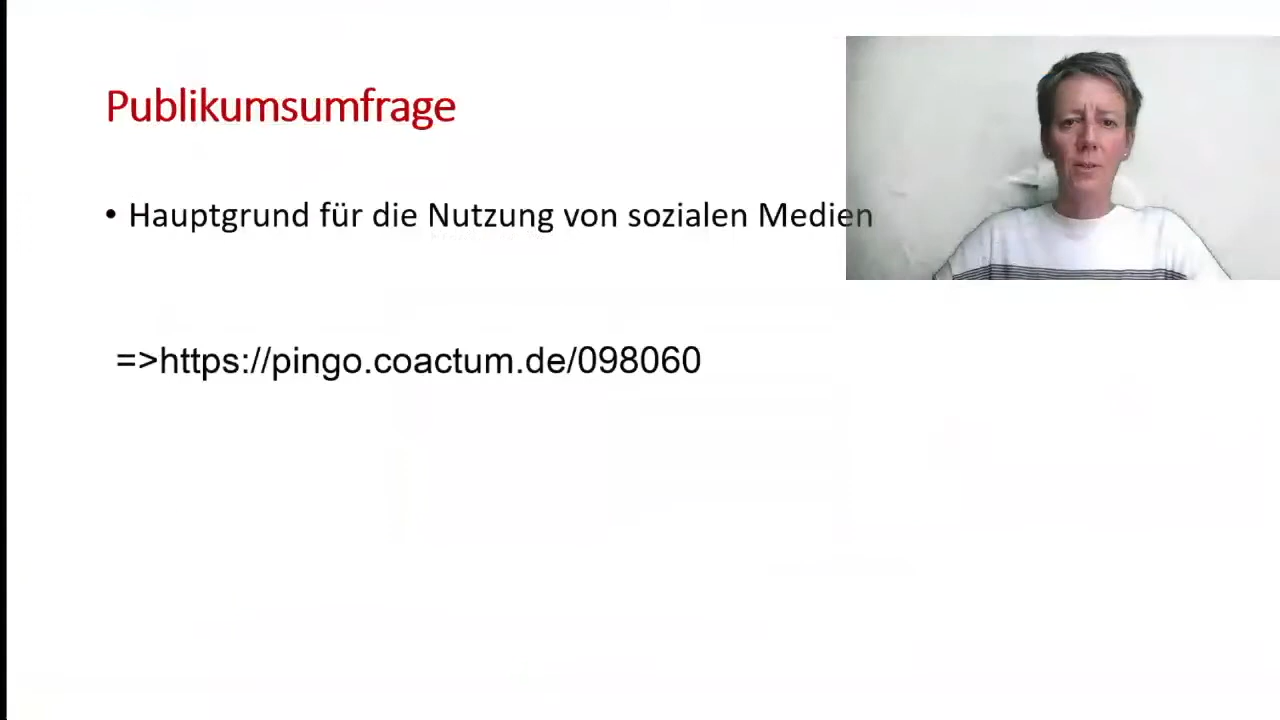 Publikumsumfrage
• Hauptgrund für die Nutzung von sozialen Medien
=>https://pingo.coactum.de/098060